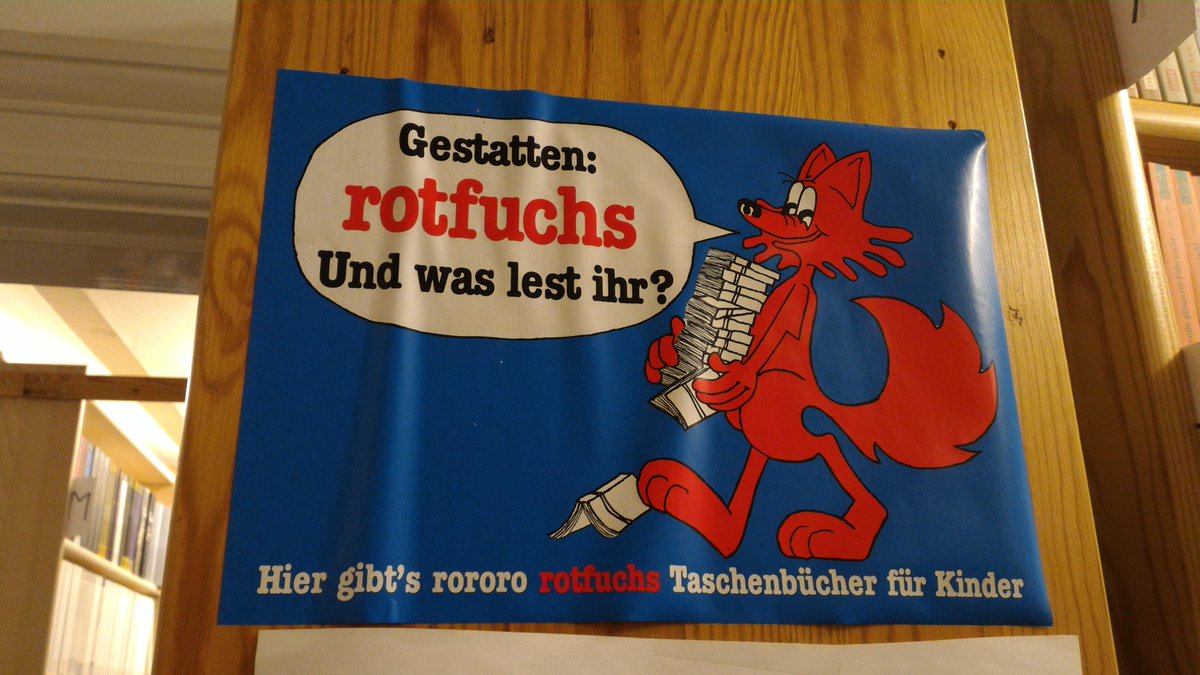 Gestatten:
rotfuchs
Und was lest ihr?
Hier gibt's rororo rotfuchs Taschenbücher für Kinder
M